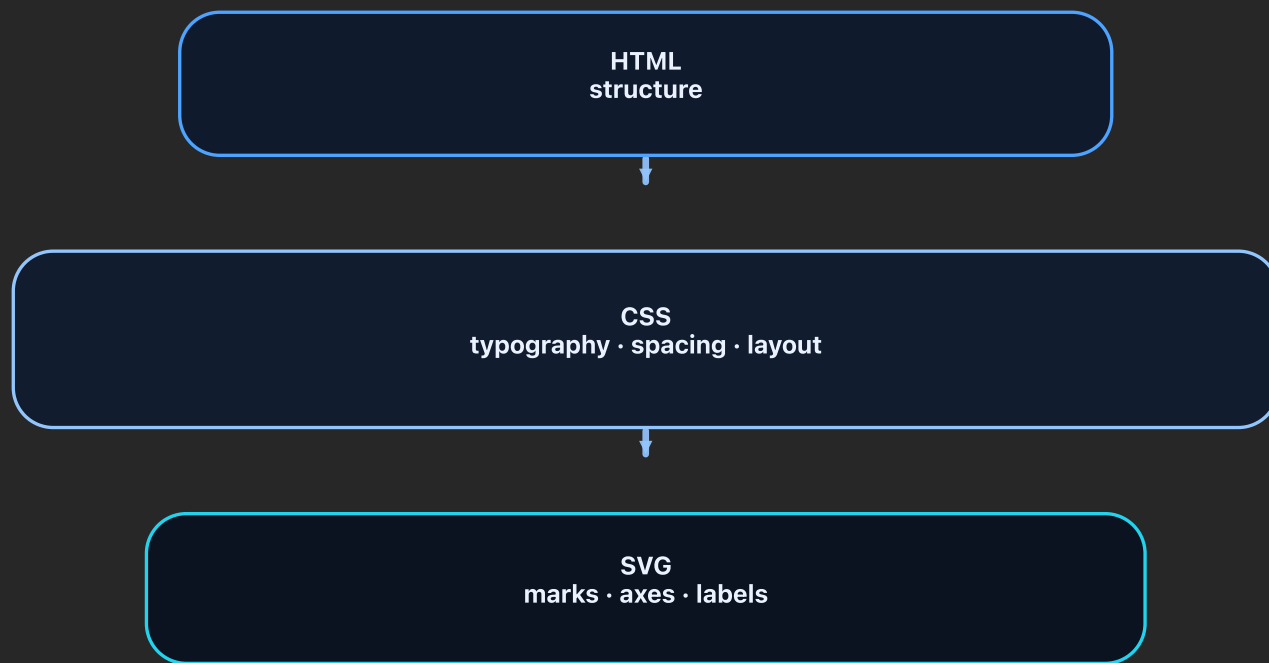 HTML
structure
CSS
typography · spacing · layout
SVG
marks · axes · labels